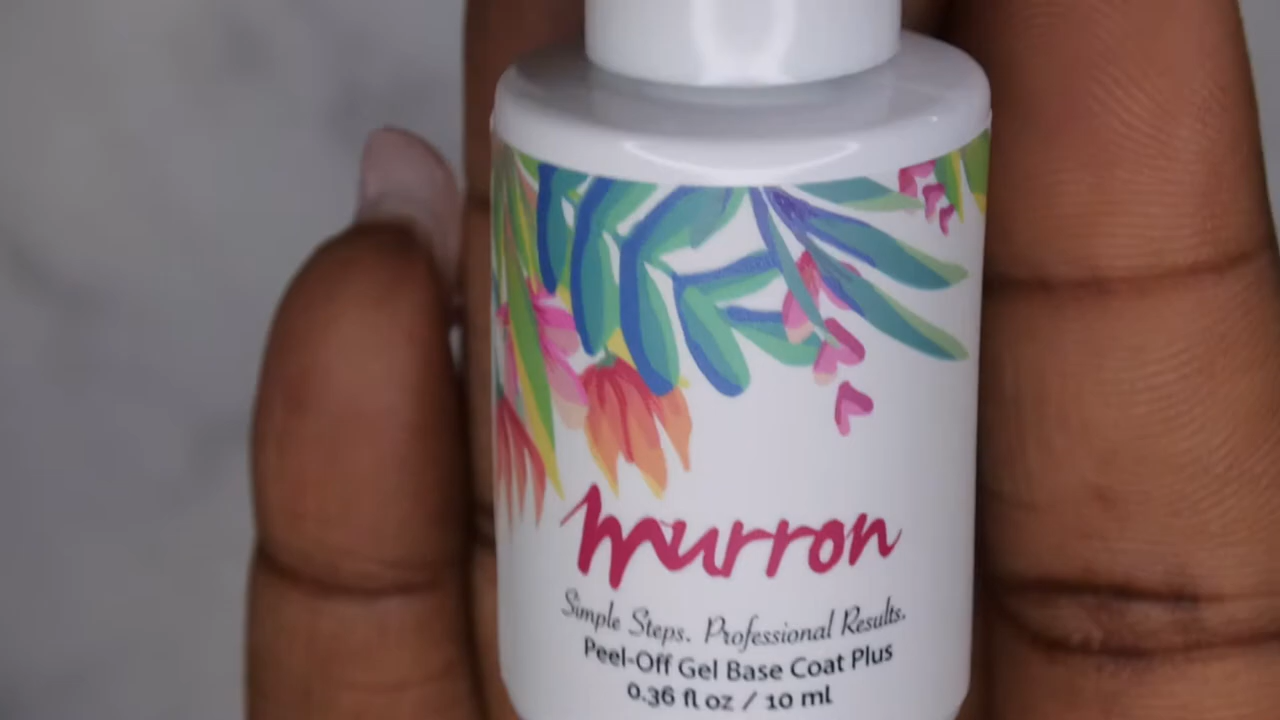 murron
Simple Steps. Professional Results.
Peel-Off Gel Base Coat Plus
0.36 fl oz / 10 ml